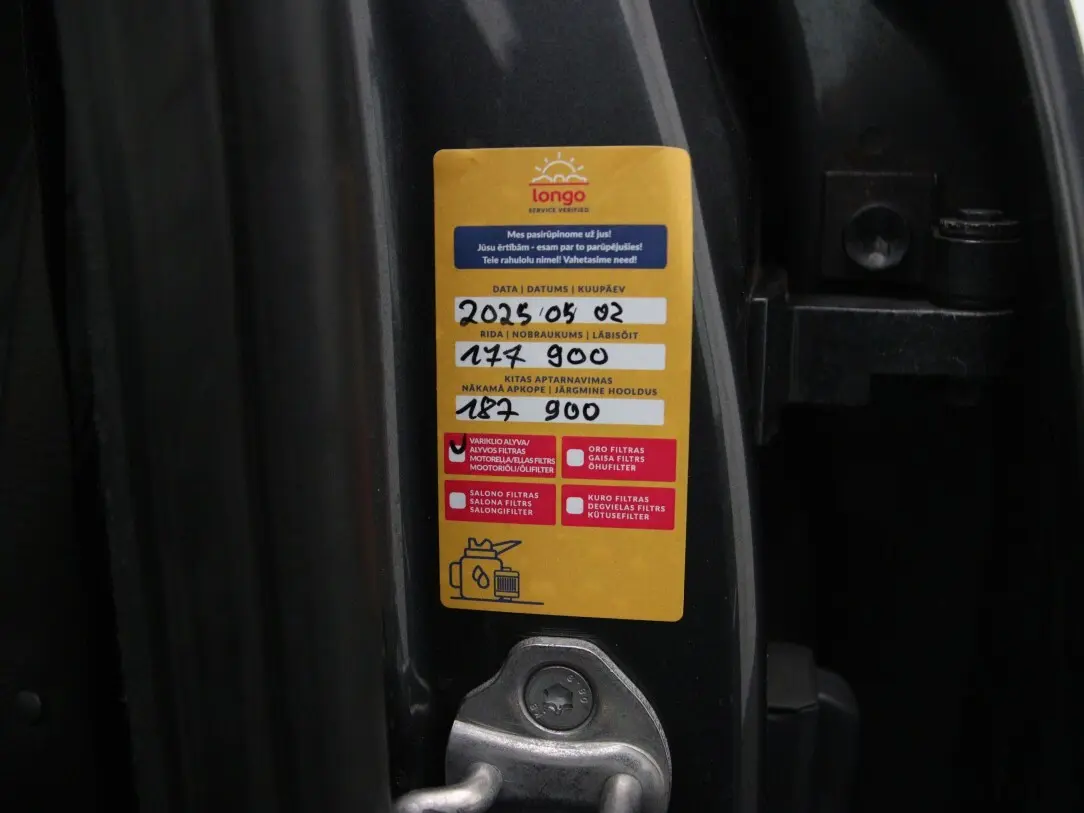 longo
SERVICE VERIFIED
Mes pasirūpinome už jus!
Jūsu ērtībām - esam par to parūpējušies!
Teie rahulolu nimel! Vahetasime need!
DATA | DATUMS | KUUPÄEV
2025 05 02
RIDA | NOBRAUKUMS | LÄBISÕIT
177 900
KITAS APTARNAVIMAS
NĀKAMĀ APKOPE | JÄRGMINE HOOLDUS
187 900
VARIKLIO ALYVA/
ALYVOS FILTRAS
MOTORELLA/ELLAS FILTRS
MOOTORIÕLI/ÕLIFILTER
ORO FILTRAS
GAISA FILTRS
ÕHUFILTER
SALONO FILTRAS
SALONA FILTRS
SALONGIFILTER
KURO FILTRAS
DEGVIELAS FILTRS
KÜTUSEFILTER